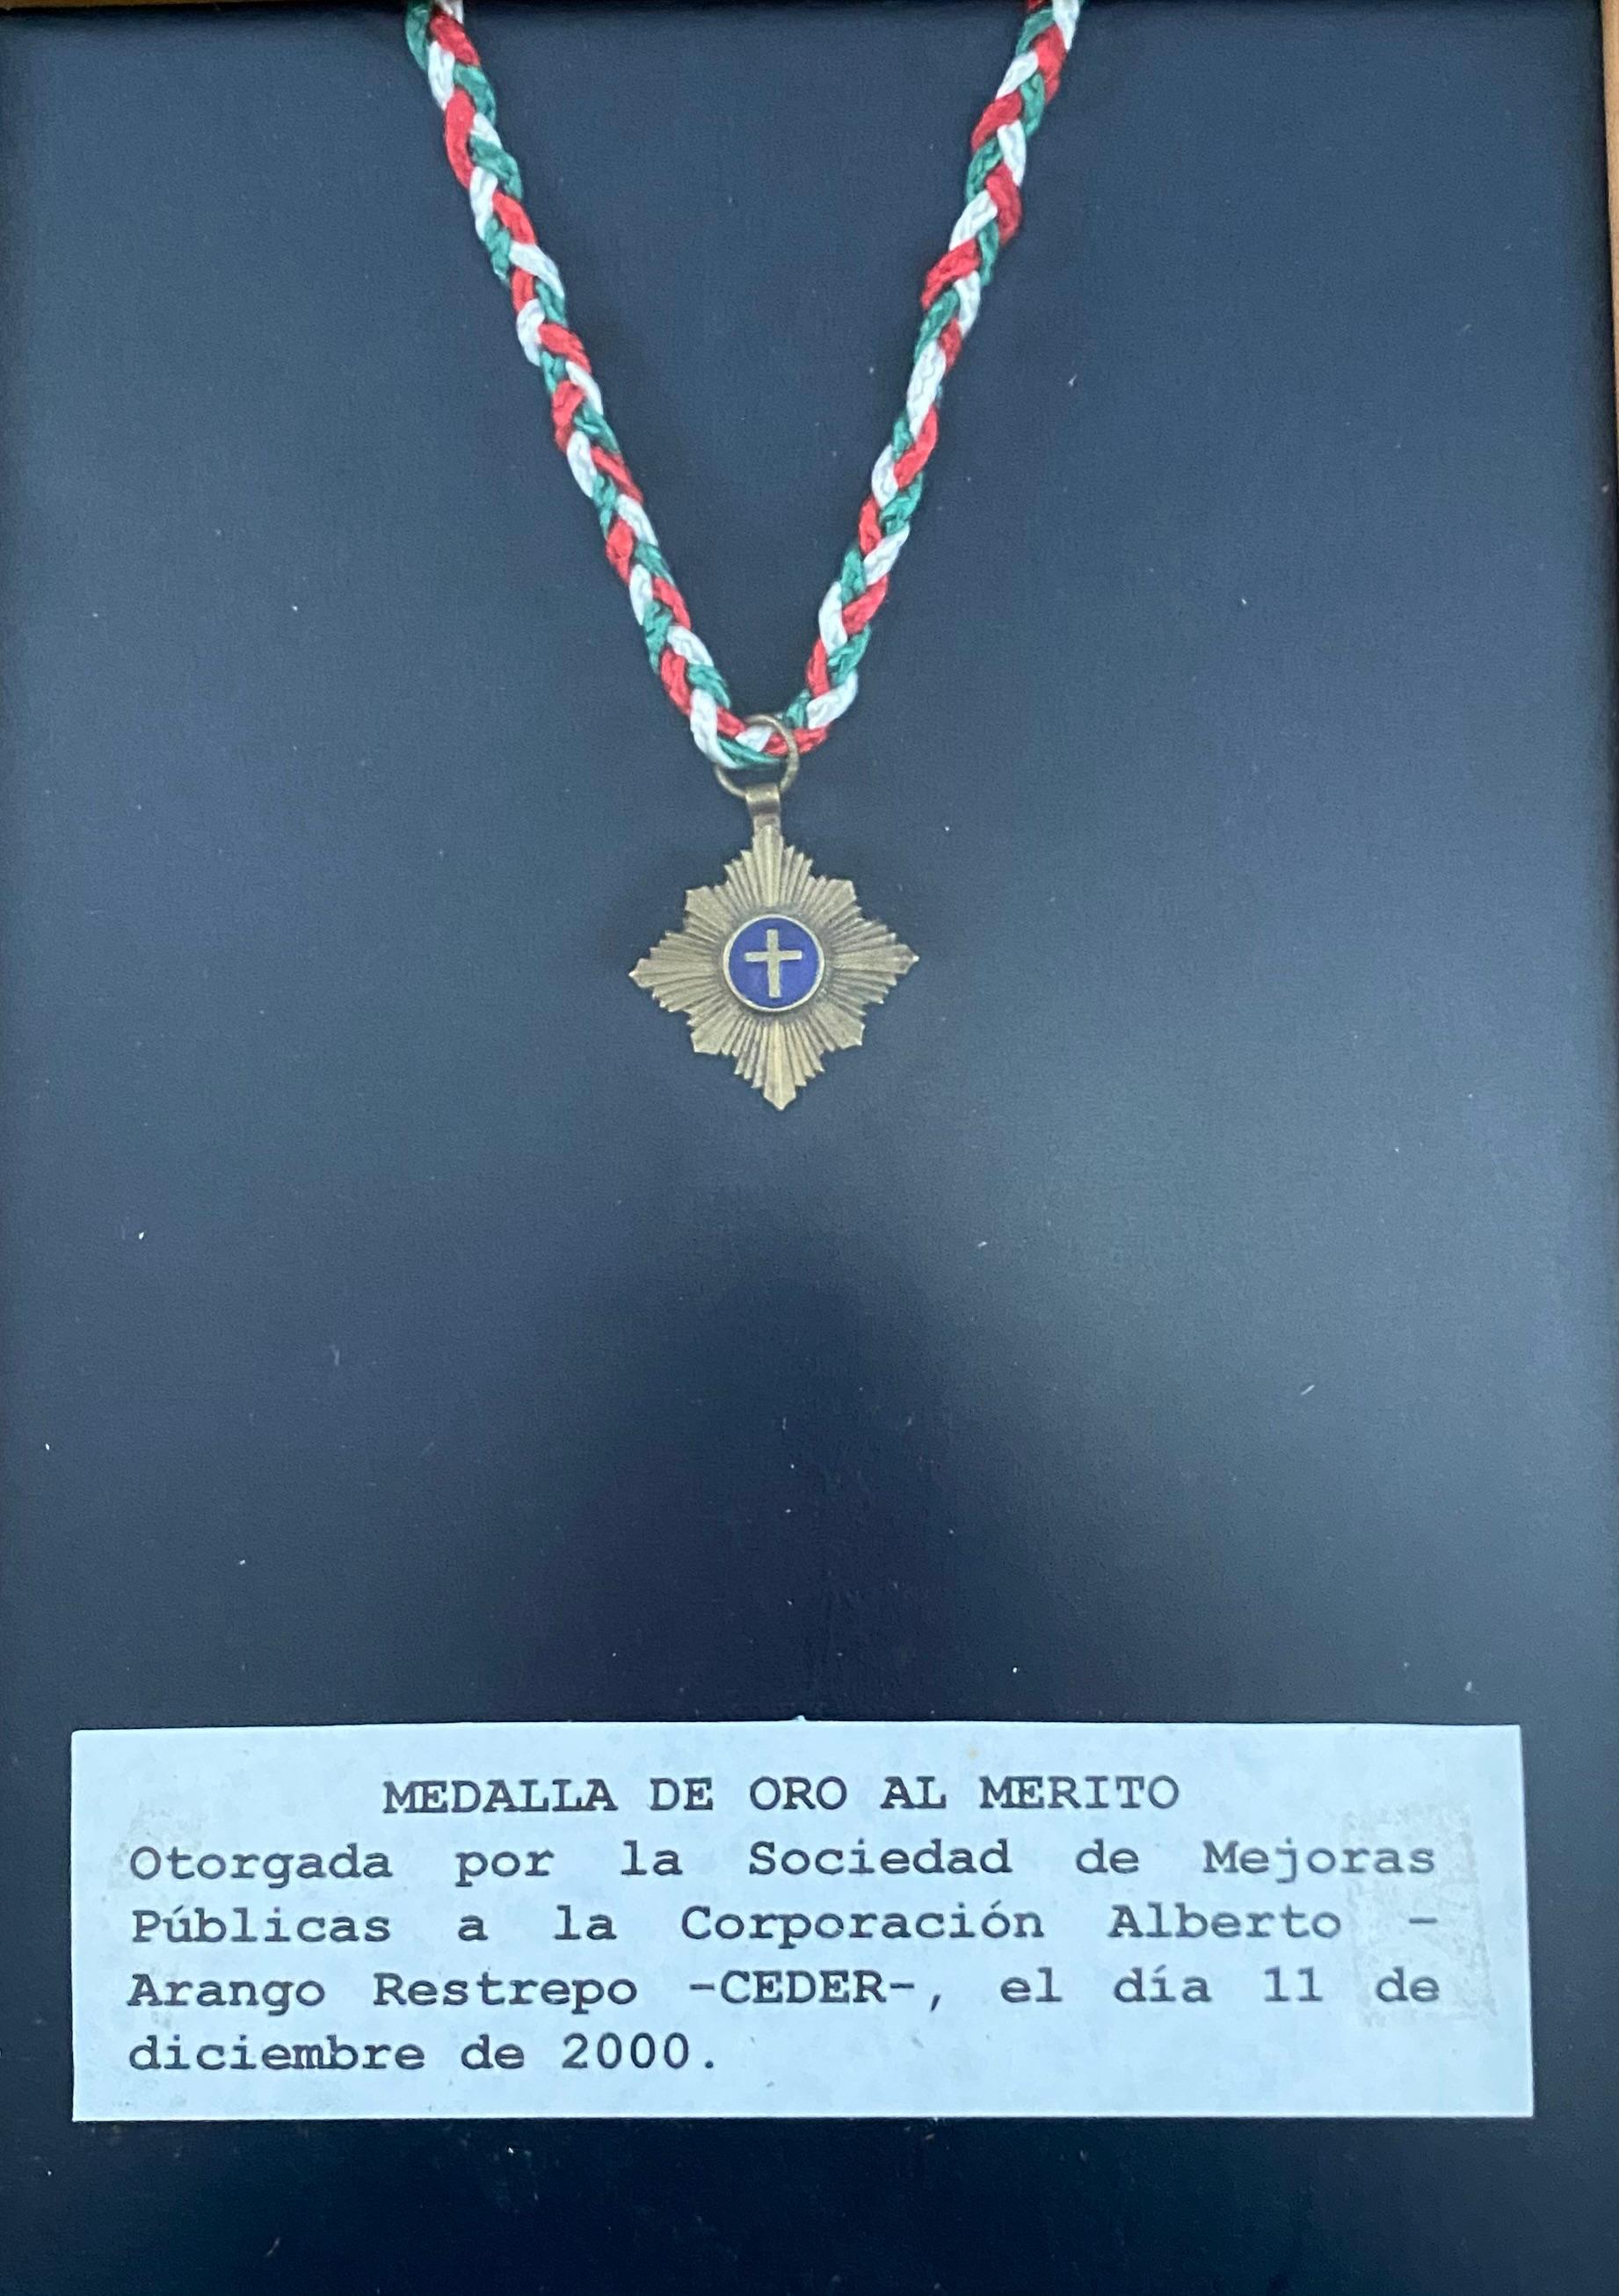 MEDALLA DE ORO AL MERITO
Otorgada por la Sociedad de Mejoras
Públicas a la Corporación Alberto -
Arango Restrepo -CEDER-, el día 11 de
diciembre de 2000.